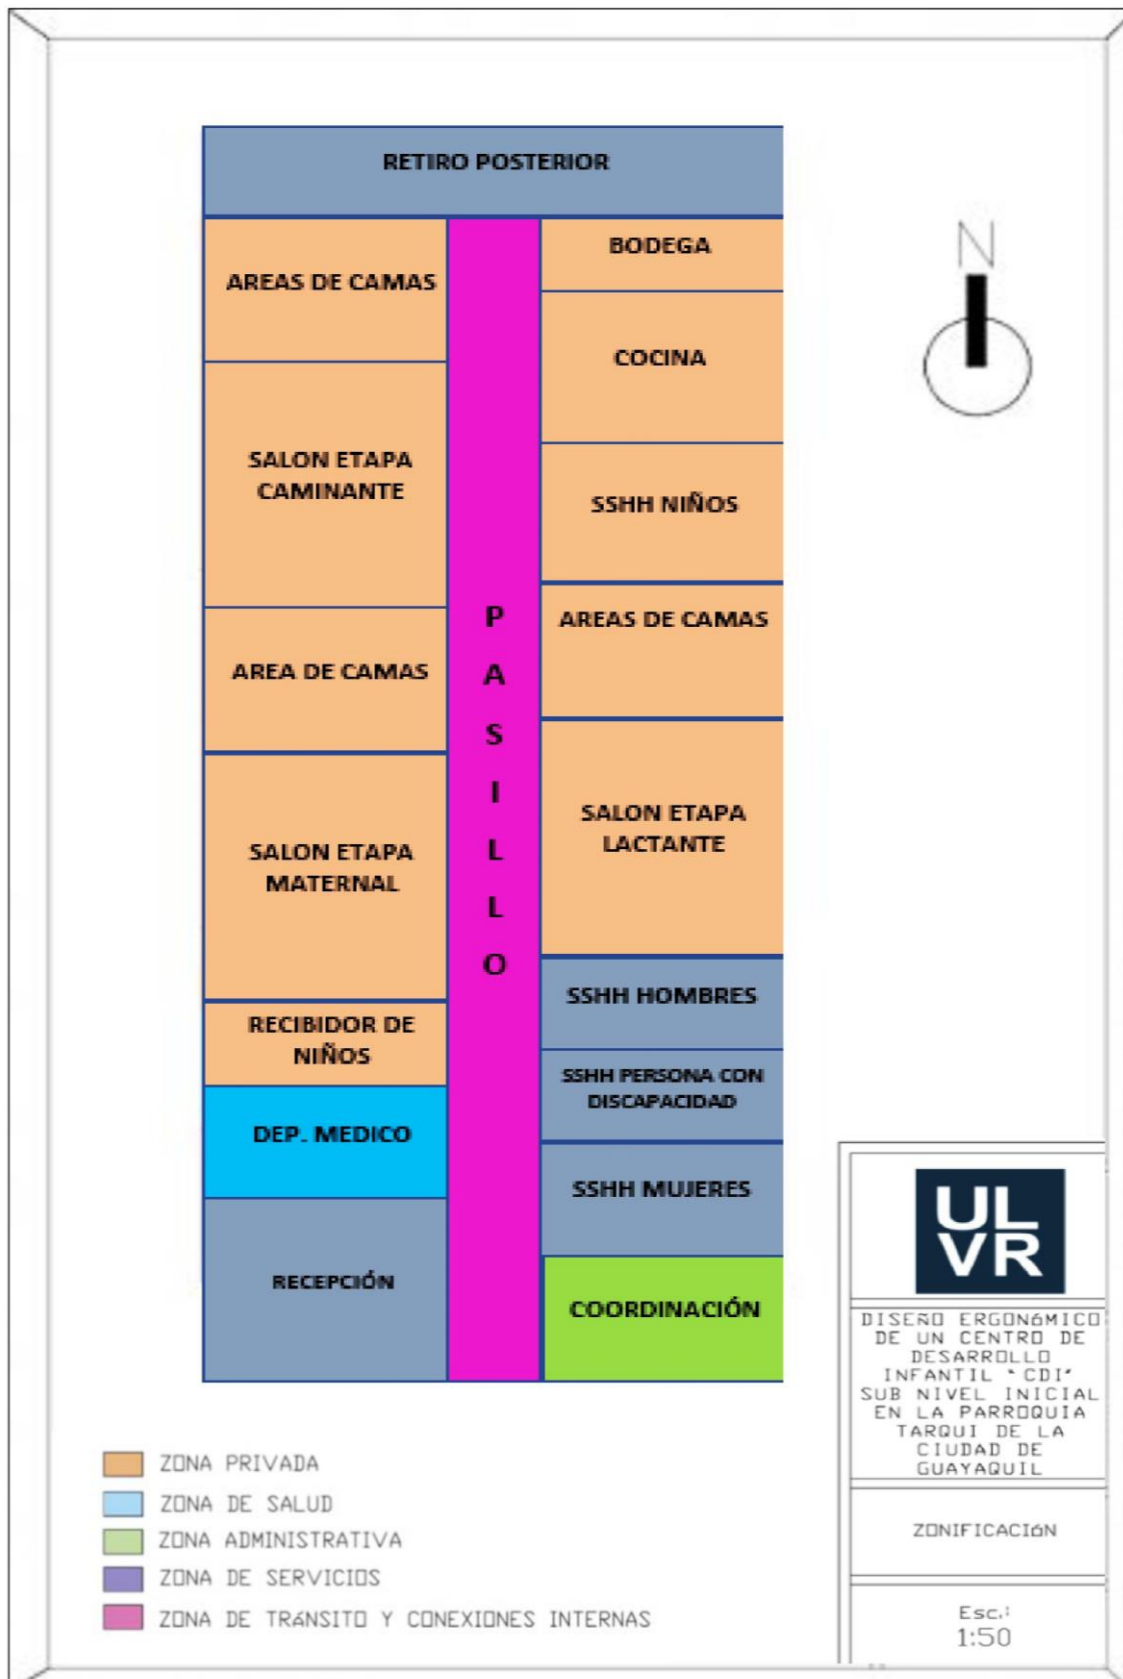 RETIRO POSTERIOR
AREAS DE CAMAS
SALON ETAPA
CAMINANTE
AREA DE CAMAS
SALON ETAPA
MATERNAL
RECIBIDOR DE
NIÑOS
DEP. MEDICO
RECEPCIÓN
P
A
S
I
L
L
O
BODEGA
COCINA
SSHH NIÑOS
AREAS DE CAMAS
SALON ETAPA
LACTANTE
SSHH HOMBRES
SSHH PERSONA CON
DISCAPACIDAD
SSHH MUJERES
COORDINACIÓN
N
ZONA PRIVADA
ZONA DE SALUD
ZONA ADMINISTRATIVA
ZONA DE SERVICIOS
ZONA DE TRáNSITO Y CONEXIONES INTERNAS
UL
VR
DISEÑO ERGONóMICO
DE UN CENTRO DE
DESARROLLO
INFANTIL "CDI"
SUB NIVEL INICIAL
EN LA PARROQUIA
TARQUI DE LA
CIUDAD DE
GUAYAQUIL
ZONIFICACIóN
Esc.:
1:50